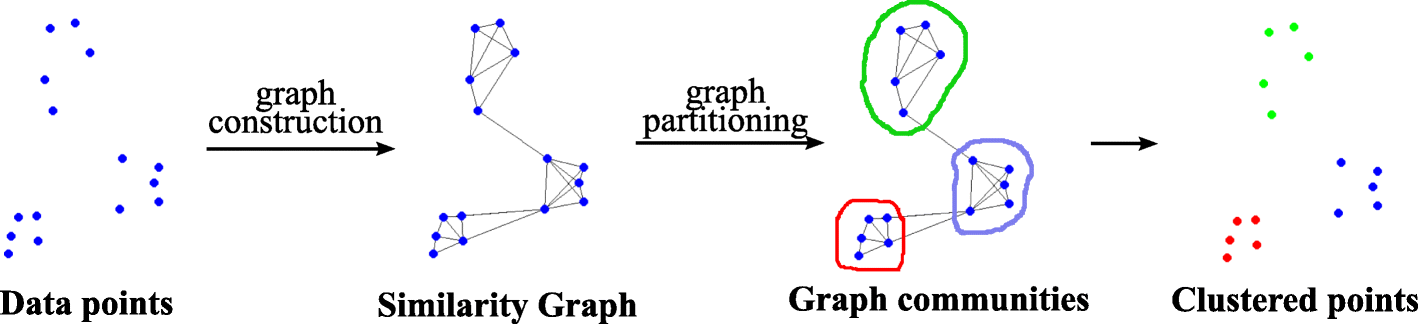 graph
construction
graph
partitioning
Data points
Similarity Graph
Graph communities
Clustered points